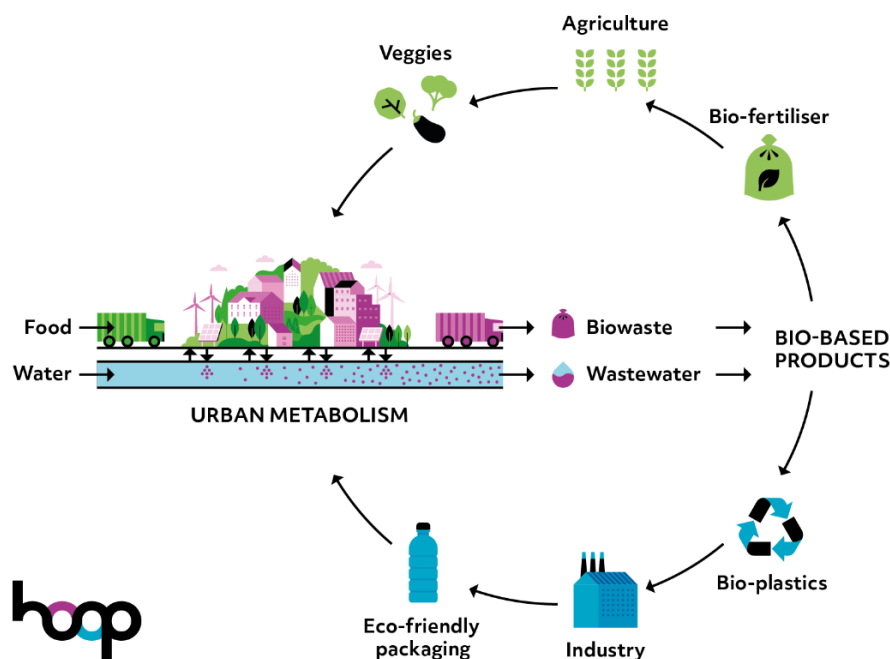 Agriculture
Veggies
Bio-fertiliser
Food
Biowaste
BIO-BASED
PRODUCTS
Water
Wastewater
URBAN METABOLISM
Bio-plastics
Eco-friendly
packaging
Industry
hoop